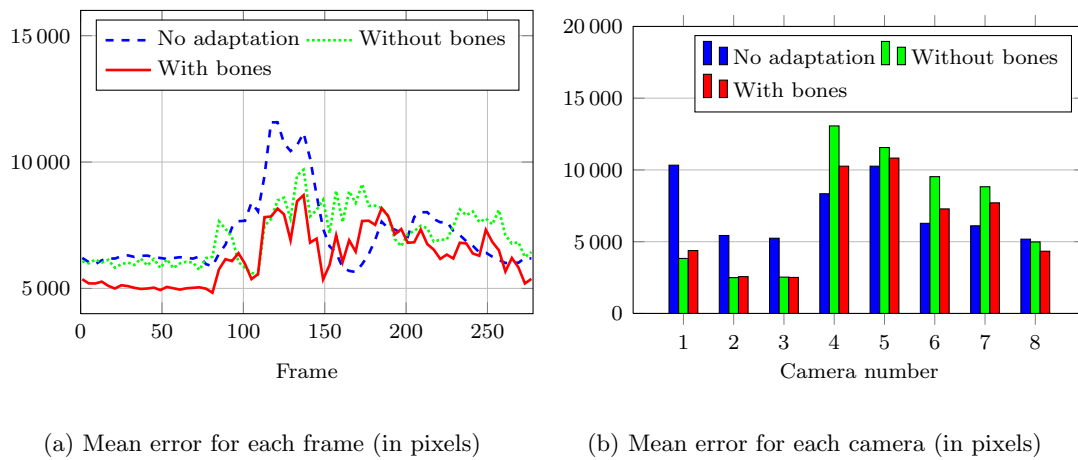 15 000
10 000
5 000
No adaptation
Without bones
With bones
0 50 100 150 200 250
Frame
(a) Mean error for each frame (in pixels)
20 000
15 000
10 000
5 000
0
No adaptation
Without bones
With bones
1 2 3 4 5 6 7 8
Camera number
(b) Mean error for each camera (in pixels)